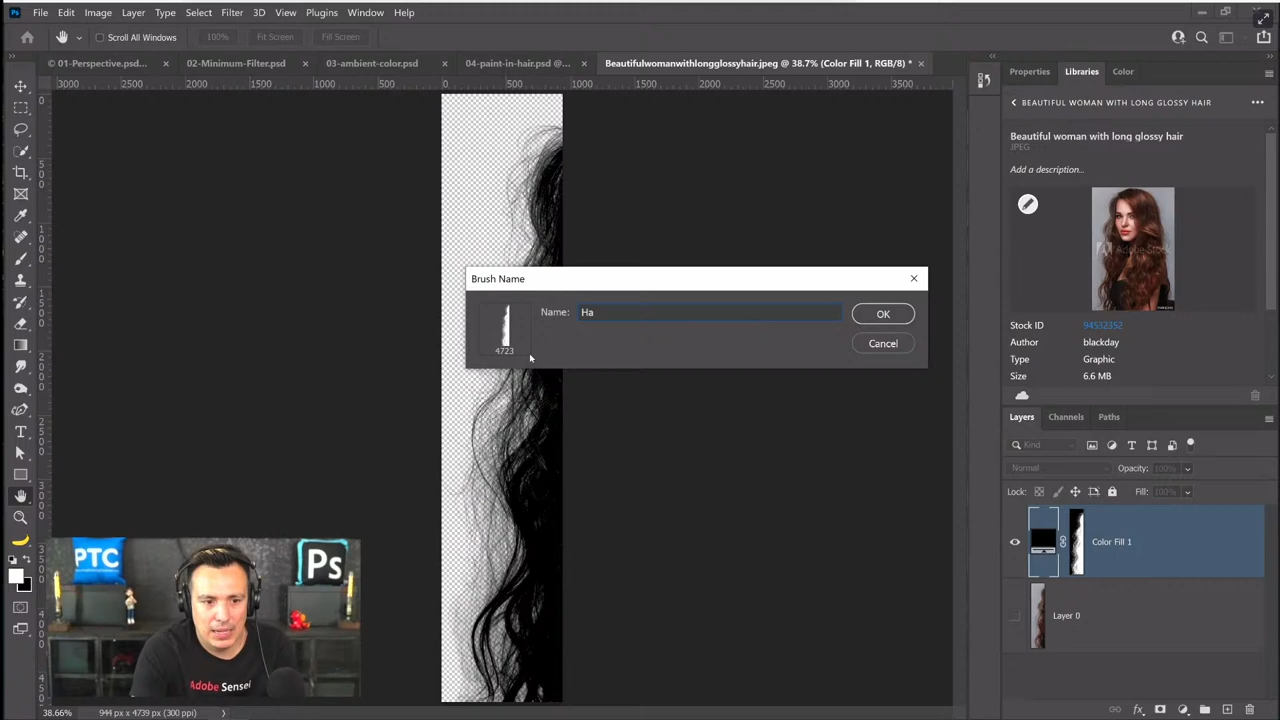 Ps File Edit Image Layer Type Select Filter 3D View Plugins Window Help
Scroll All Windows 100% Fit Screen Fill Screen
© 01-Perspective.psd... × 02-Minimum-Filter.psd × 03-ambient-color.psd × 04-paint-in-hair.psd @... × Beautifulwomanwithlongglossyhair.jpeg @ 38.7% (Color Fill 1, RGB/8) * ×
3000 2500 2000 1500 1000 500 0 500 1000 1500 2000 2500 3000 3500
Properties Libraries Color
BEAUTIFUL WOMAN WITH LONG GLOSSY HAIR
Beautiful woman with long glossy hair
JPEG
Add a description..
Adobe Stock
Stock ID 94532352
Author blackday
Type Graphic
Size 6.6 MB
Brush Name
Name: Ha
OK
4723
Cancel
Layers Channels Paths
Kind
Normal Opacity: 100%
Lock: Fill: 100%
Color Fill 1
Layer 0
PTC
Ps
Adobe Sensei
38.66% 944 px x 4739 px (300 ppi)